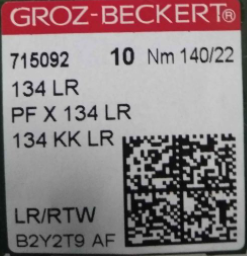 GROZ-BECKERT®
715092 10 Nm 140/22
134 LR
PF X 134 LR
134 KK LR
LR/RTW
B2Y2T9 AF